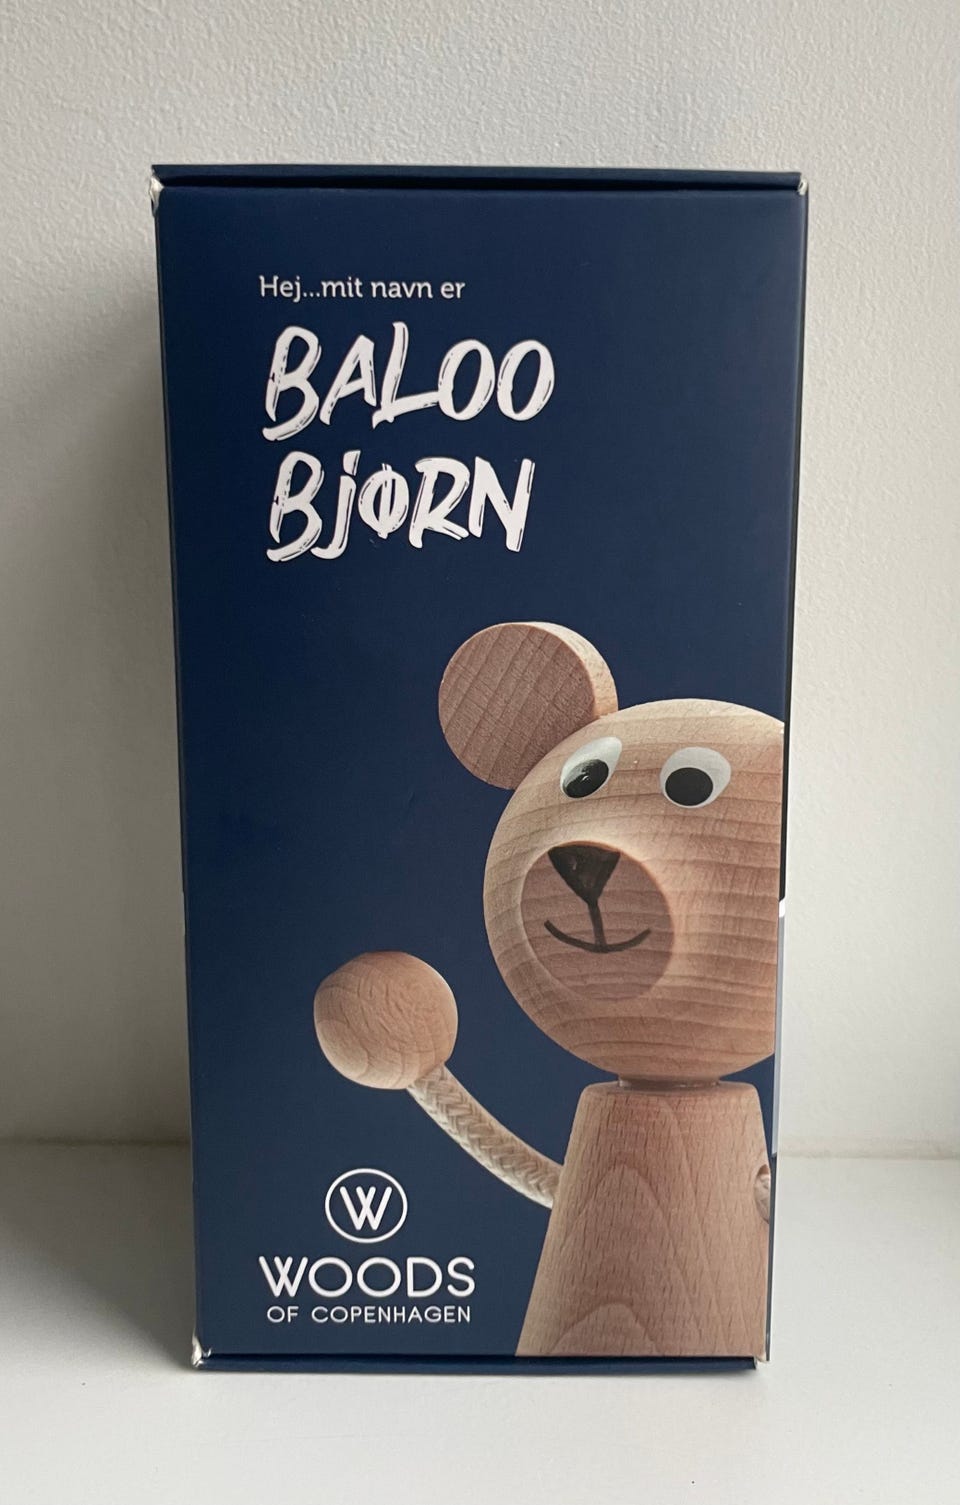 Hej...mit navn er
BALOO
BJØRN
W
WOODS
OF COPENHAGEN